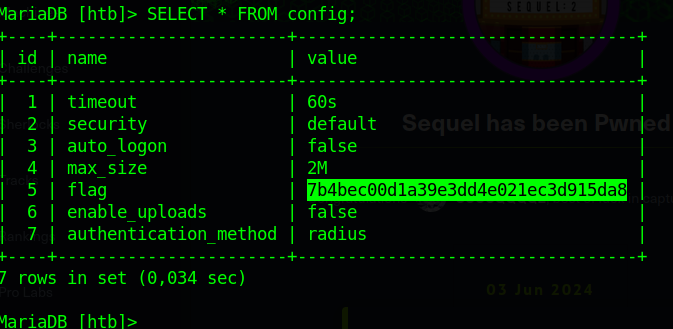 SEQUEL:2
MariaDB [htb]> SELECT * FROM config;
+----+-----------------------+----------------------------------+
| id | name                  | value                            |
+----+-----------------------+----------------------------------+
|  1 | timeout               | 60s                              |
|  2 | security              | default                          |
|  3 | auto_logon            | false                            |
|  4 | max_size              | 2M                               |
|  5 | flag                  | 7b4bec00d1a39e3dd4e021ec3d915da8 |
|  6 | enable_uploads        | false                            |
|  7 | authentication_method | radius                           |
+----+-----------------------+----------------------------------+
7 rows in set (0,034 sec)
MariaDB [htb]>
Sequel has been Pwned
Pro Labs
03 Jun 2024